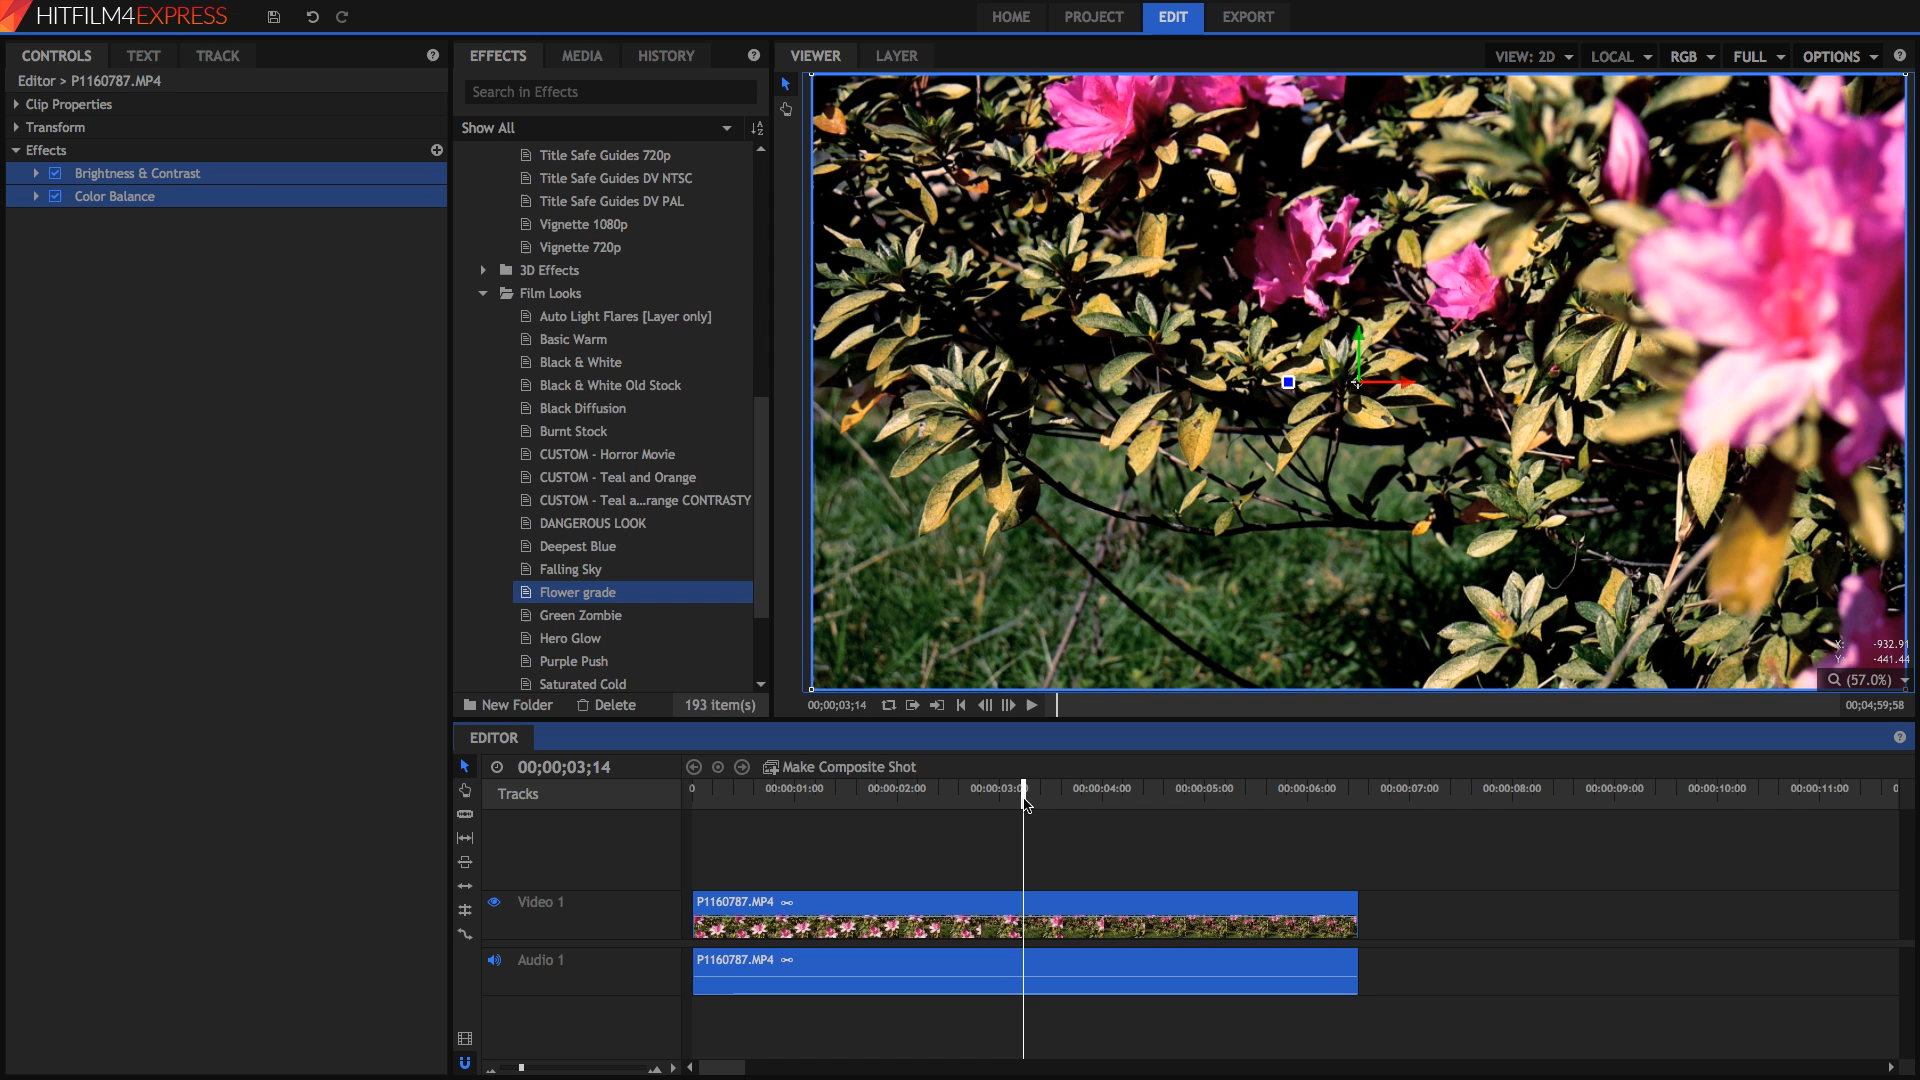 HITFILM4EXPRESS
HOME PROJECT EDIT EXPORT
CONTROLS TEXT TRACK
Editor > P1160787.MP4
Clip Properties
Transform
Effects
Brightness & Contrast
Color Balance
EFFECTS MEDIA HISTORY
Search in Effects
Show All
Title Safe Guides 720p
Title Safe Guides DV NTSC
Title Safe Guides DV PAL
Vignette 1080p
Vignette 720p
3D Effects
Film Looks
Auto Light Flares [Layer only]
Basic Warm
Black & White
Black & White Old Stock
Black Diffusion
Burnt Stock
CUSTOM - Horror Movie
CUSTOM - Teal and Orange
CUSTOM - Teal a...range CONTRASTY
DANGEROUS LOOK
Deepest Blue
Falling Sky
Flower grade
Green Zombie
Hero Glow
Purple Push
Saturated Cold
New Folder Delete 193 item(s)
VIEWER LAYER
VIEW: 2D LOCAL RGB FULL OPTIONS
X: -932.91
Y: -441.44
(57.0%)
00;00;03;14
00;04;59;58
EDITOR
00;00;03;14
Make Composite Shot
Tracks
0 00:00:01:00 00:00:02:00 00:00:03:00 00:00:04:00 00:00:05:00 00:00:06:00 00:00:07:00 00:00:08:00 00:00:09:00 00:00:10:00 00:00:11:00 0
Video 1
P1160787.MP4
Audio 1
P1160787.MP4